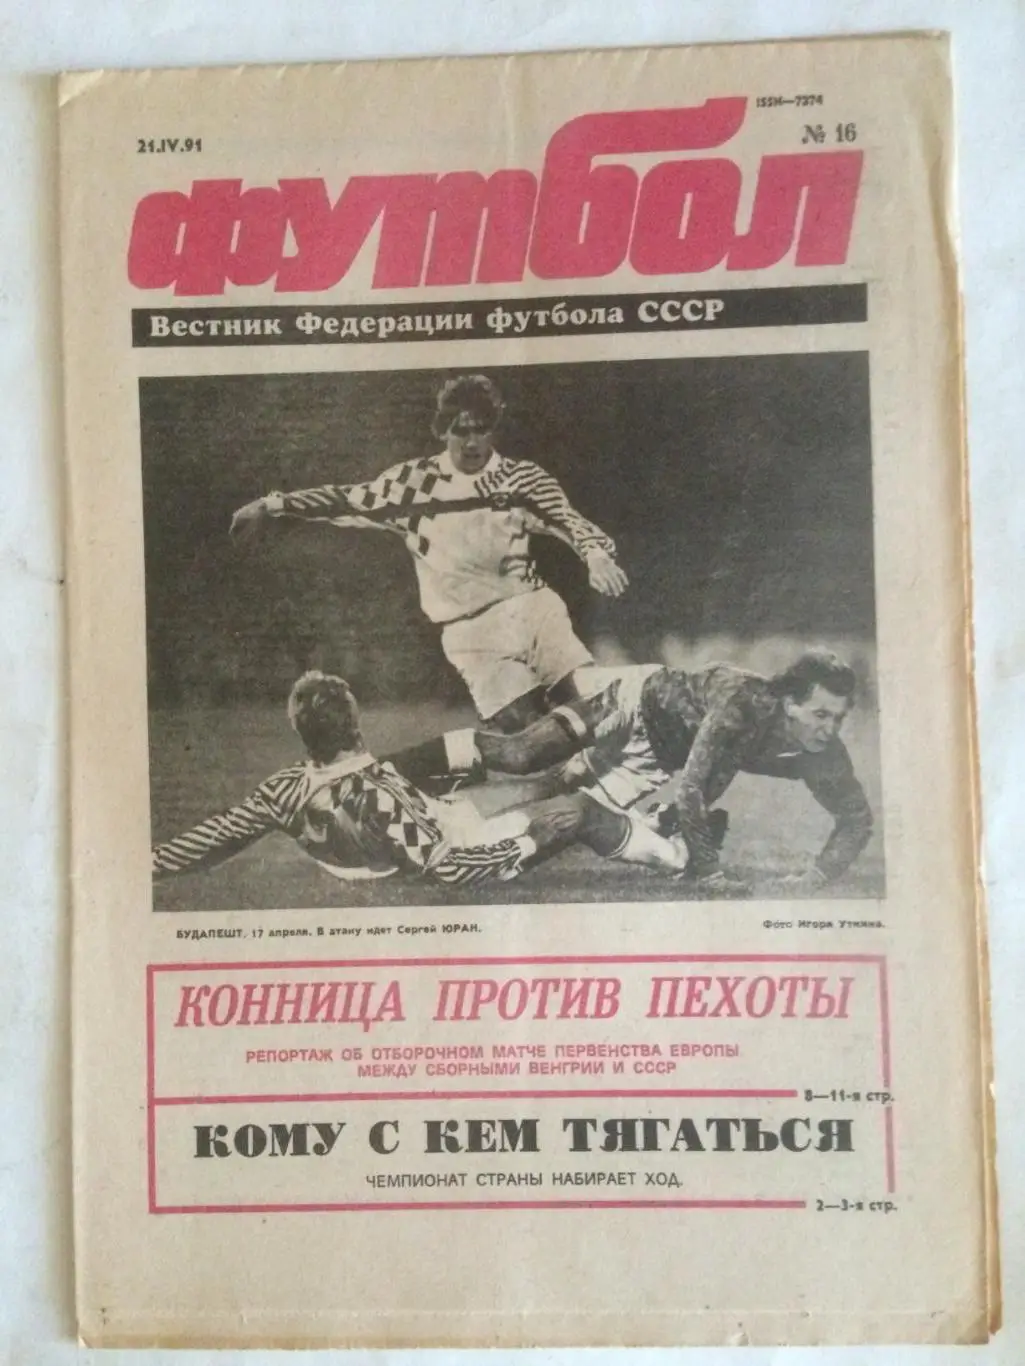 ISSN—7374
21.IV.91
№ 16
футбол
Вестник Федерации футбола СССР
БУДАПЕШТ, 17 апреля. В атаку идет Сергей ЮРАН.
Фото Игоря Уткина.
КОННИЦА ПРОТИВ ПЕХОТЫ
РЕПОРТАЖ ОБ ОТБОРОЧНОМ МАТЧЕ ПЕРВЕНСТВА ЕВРОПЫ
МЕЖДУ СБОРНЫМИ ВЕНГРИИ И СССР
8—11-я стр.
КОМУ С КЕМ ТЯГАТЬСЯ
ЧЕМПИОНАТ СТРАНЫ НАБИРАЕТ ХОД.
2—3-я стр.